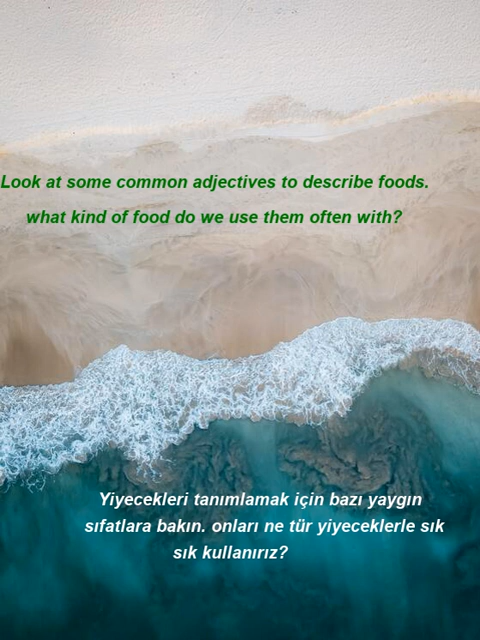 Look at some common adjectives to describe foods.
what kind of food do we use them often with?
Yiyecekleri tanımlamak için bazı yaygın
sıfatlara bakın. onları ne tür yiyeceklerle sık
sık kullanırız?